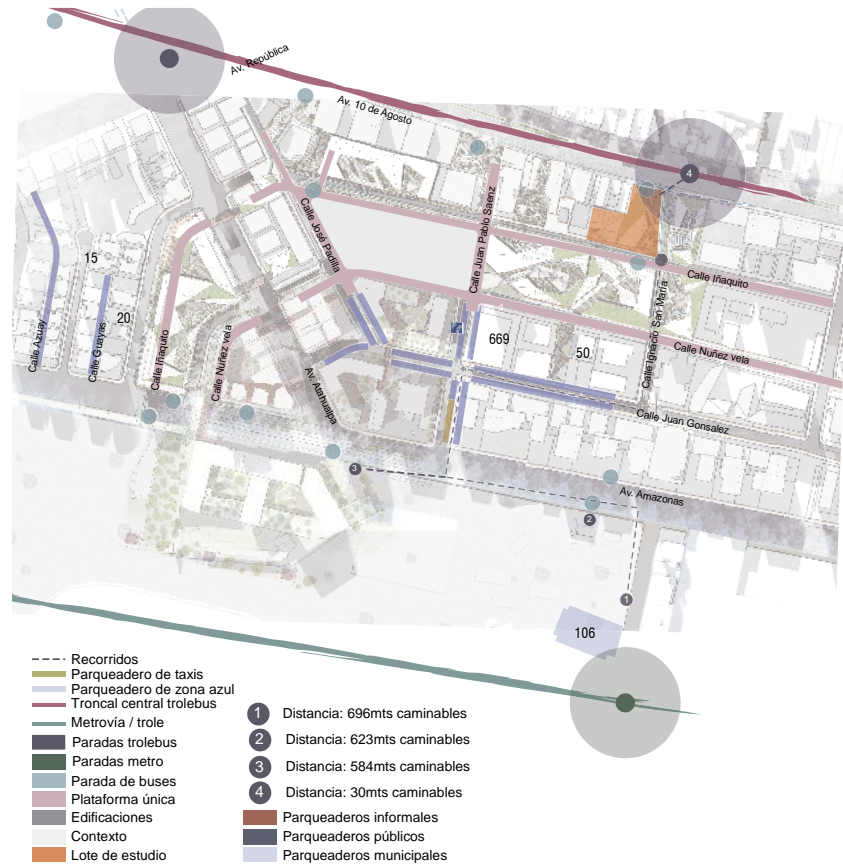 Av. República
Av. 10 de Agosto
4
Calle José Padilla
Calle Juan Pablo Saenz
Calle Iñaquito
Calle Ignacio San María
Calle Nuñez vela
15
20
669
50
Calle Azuay
Calle Guayas
Calle Iñaquito
Calle Nuñez vela
Av. Atahualpa
Calle Juan Gonsalez
3
Av. Amazonas
2
1
106
Recorridos
Parqueadero de taxis
Parqueadero de zona azul
Troncal central trolebus
Metrovía / trole
Paradas trolebus
Paradas metro
Parada de buses
Plataforma única
Edificaciones
Contexto
Lote de estudio
1 Distancia: 696mts caminables
2 Distancia: 623mts caminables
3 Distancia: 584mts caminables
4 Distancia: 30mts caminables
Parqueaderos informales
Parqueaderos públicos
Parqueaderos municipales